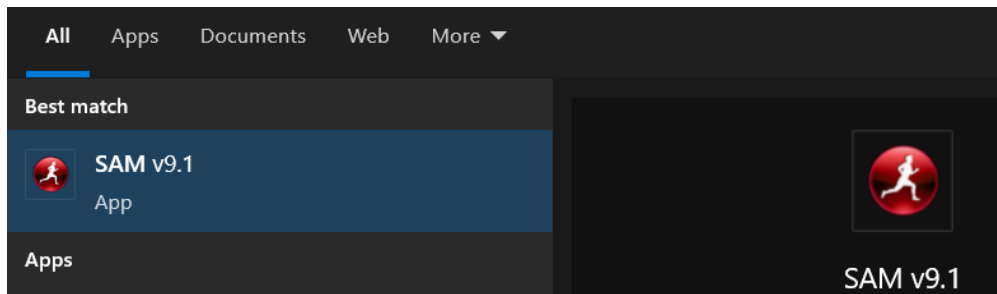 All Apps Documents Web More
Best match
SAM v9.1
App
Apps
SAM v9.1